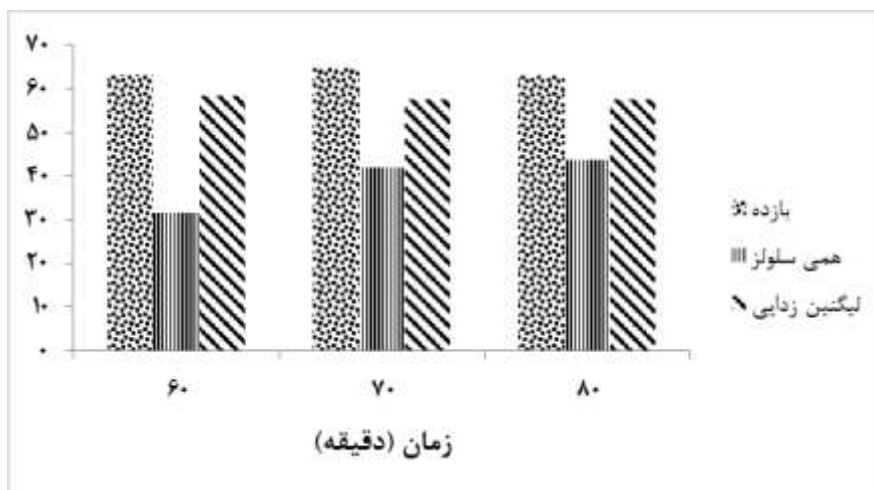 ۷۰
۶۰
۵۰
۴۰
۳۰
۲۰
۱۰
۰
۶۰ ۷۰ ۸۰
زمان (دقیقه)
بازده
همی سلولز
لیگنین زدایی